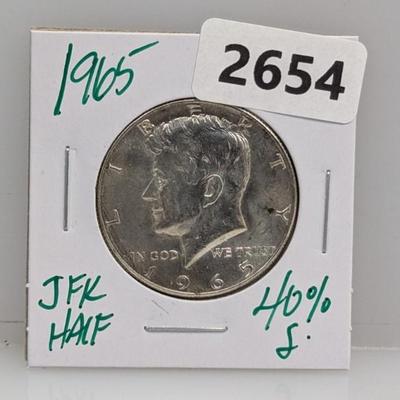 1965
2654
LIBERTY
IN GOD WE TRUST
1965
JFK
HALF
40%
S.